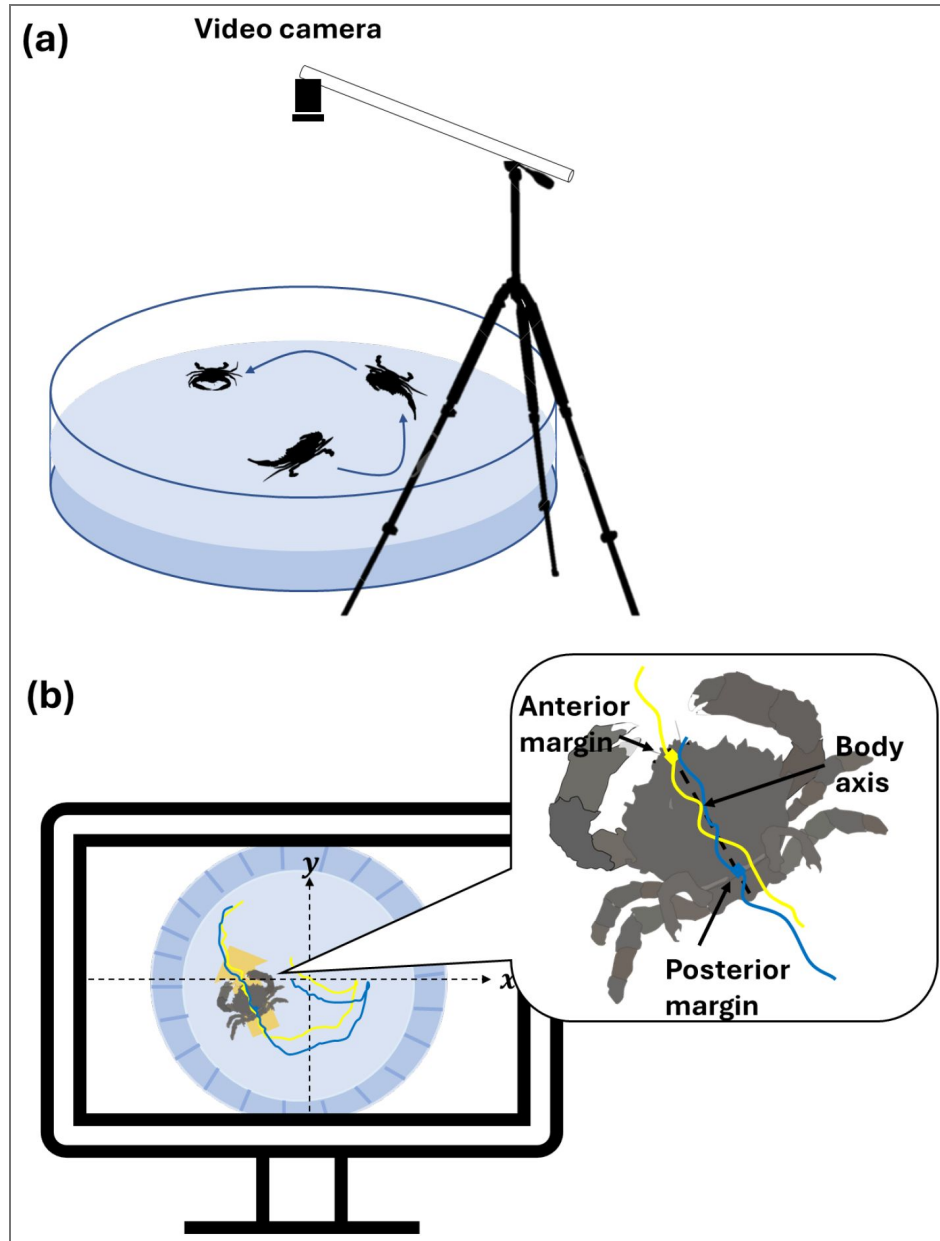 Video camera
(a)
(b)
Anterior
margin
Body
axis
y
x
Posterior
margin